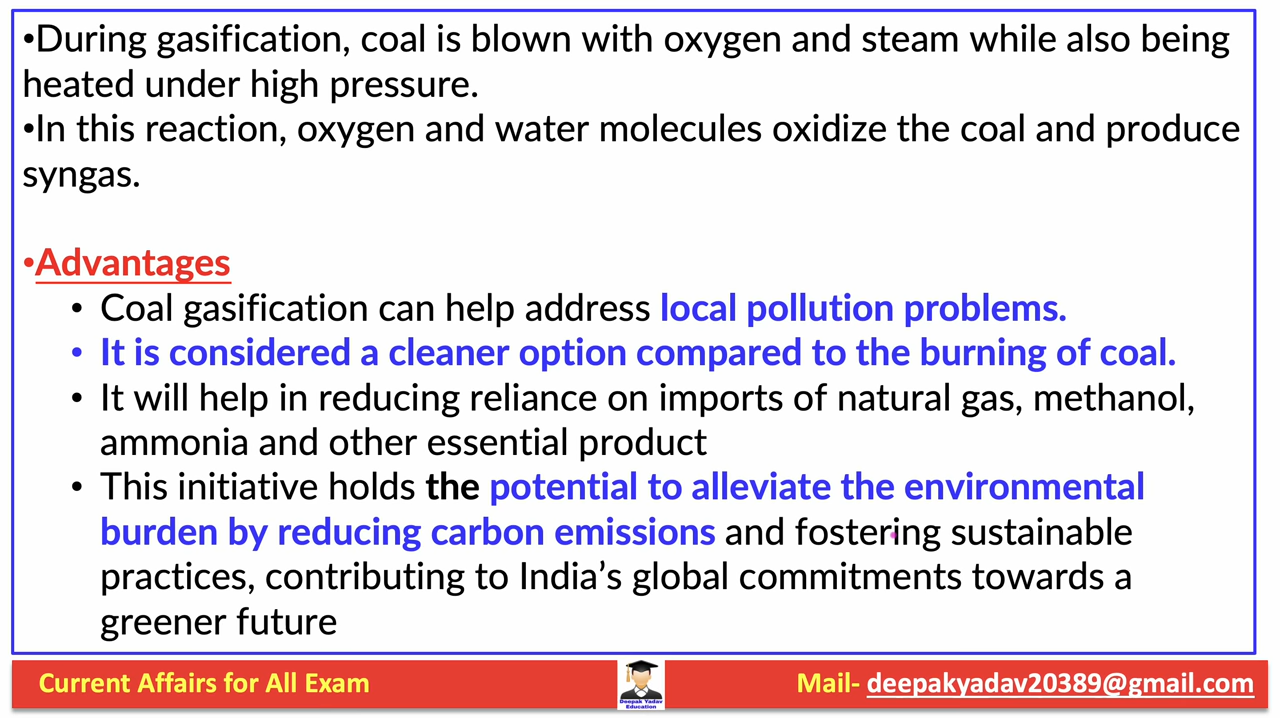 •During gasification, coal is blown with oxygen and steam while also being
heated under high pressure.
•In this reaction, oxygen and water molecules oxidize the coal and produce
syngas.
•Advantages
• Coal gasification can help address local pollution problems.
• It is considered a cleaner option compared to the burning of coal.
• It will help in reducing reliance on imports of natural gas, methanol,
ammonia and other essential product
• This initiative holds the potential to alleviate the environmental
burden by reducing carbon emissions and fostering sustainable
practices, contributing to India’s global commitments towards a
greener future
Current Affairs for All Exam
Deepak Yadav
Education
Mail- deepakyadav20389@gmail.com